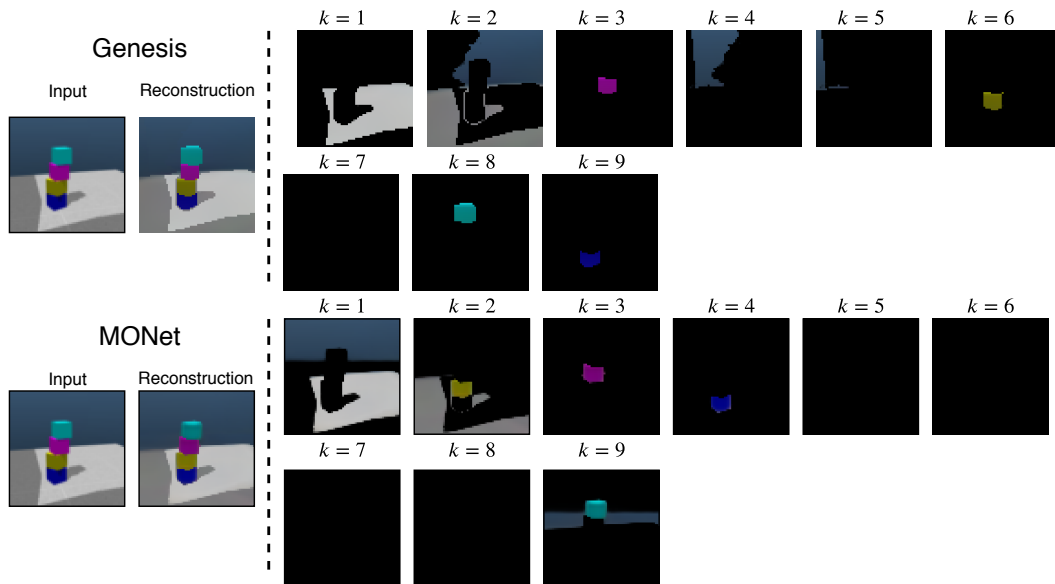 Genesis
Input Reconstruction
k = 1 k = 2 k = 3 k = 4 k = 5 k = 6
k = 7 k = 8 k = 9
MONet
Input Reconstruction
k = 1 k = 2 k = 3 k = 4 k = 5 k = 6
k = 7 k = 8 k = 9